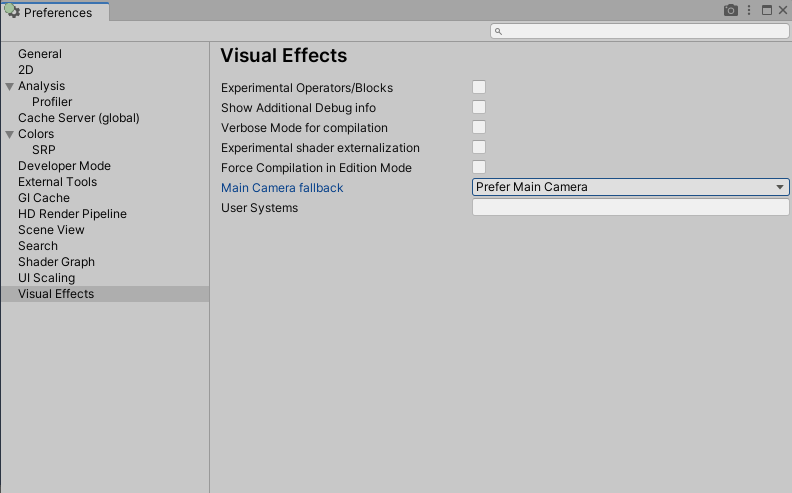 Preferences
General
2D
Analysis
Profiler
Cache Server (global)
Colors
SRP
Developer Mode
External Tools
GI Cache
HD Render Pipeline
Scene View
Search
Shader Graph
UI Scaling
Visual Effects
Visual Effects
Experimental Operators/Blocks
Show Additional Debug info
Verbose Mode for compilation
Experimental shader externalization
Force Compilation in Edition Mode
Main Camera fallback Prefer Main Camera
User Systems